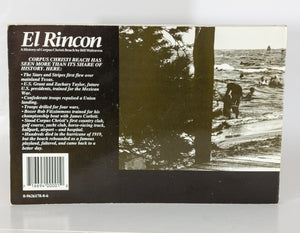 El Rincon
A History of Corpus Christi Beach by Bill Walraven
CORPUS CHRISTI BEACH HAS
SEEN MORE THAN IT'S SHARE OF
HISTORY. HERE:
• The Stars and Stripes first flew over
mainland Texas.
• U.S. Grant and Zachary Taylor, future
U.S. presidents, trained for the Mexican
War.
• Confederate troops repulsed a Union
landing.
• Troops drilled for four wars.
• Boxer Bob Fitzsimmons trained for his
championship boat with James Corbett.
• Stood Corpus Christi's first country club,
golf course, yacht club, horse-racing track,
ballpark, airport — and hospital.
• Hundreds died in the hurricane of 1919,
but the beach rebounded as a famous
playland, faltered, and came back to a
better day.